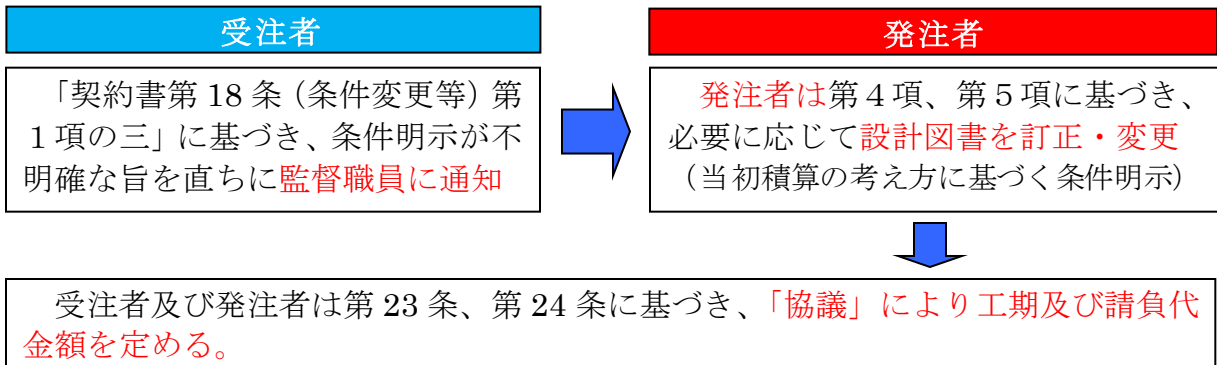 受注者
「契約書第 18 条（条件変更等）第
１項の三」に基づき、条件明示が不
明確な旨を直ちに監督職員に通知
発注者
発注者は第４項、第５項に基づき、
必要に応じて設計図書を訂正・変更
（当初積算の考え方に基づく条件明示）
受注者及び発注者は第 23 条、第 24 条に基づき、「協議」により工期及び請負代
金額を定める。